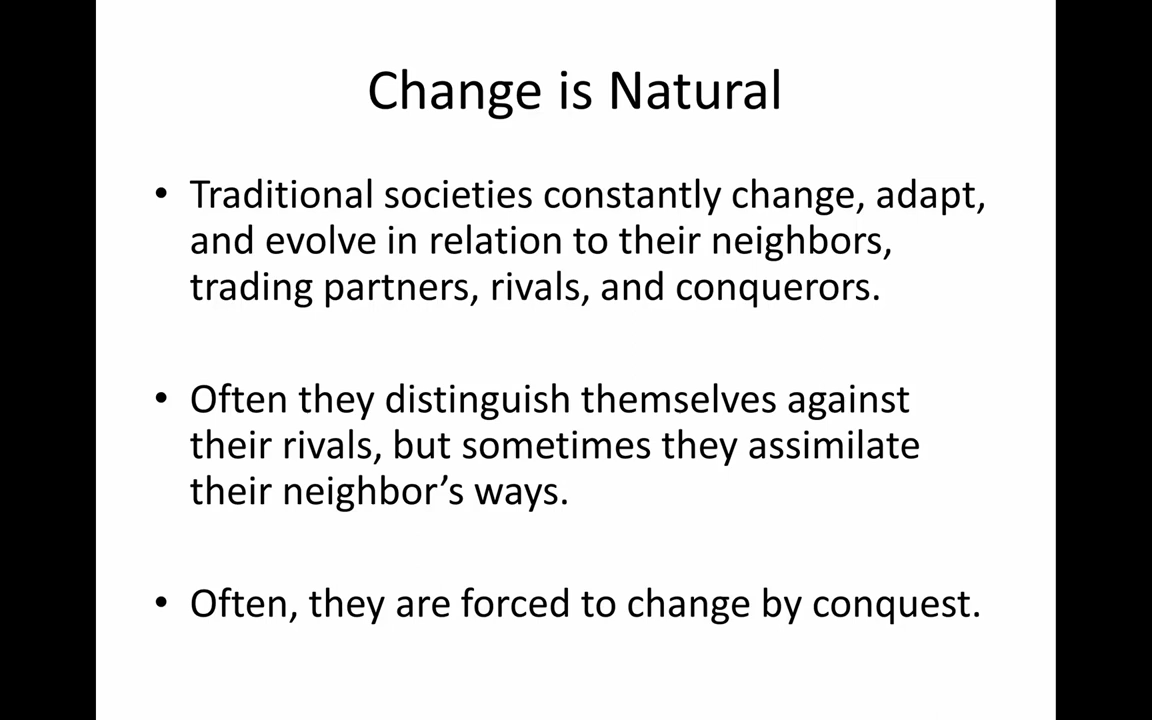 Change is Natural
• Traditional societies constantly change, adapt,
and evolve in relation to their neighbors,
trading partners, rivals, and conquerors.
• Often they distinguish themselves against
their rivals, but sometimes they assimilate
their neighbor’s ways.
• Often, they are forced to change by conquest.